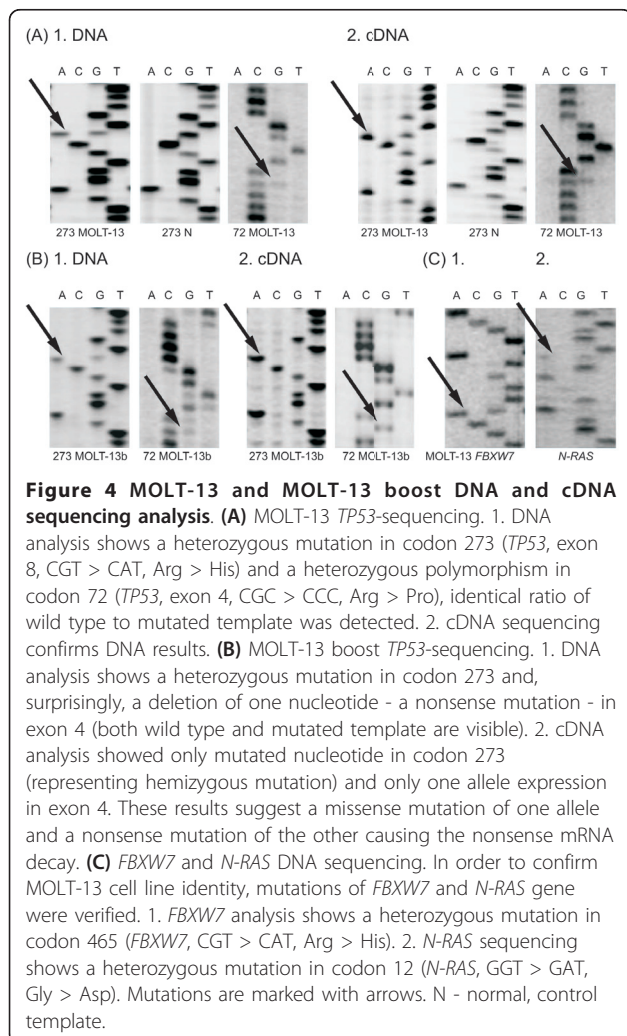 (A) 1. DNA 2. cDNA
A C G T A C G T A C G T A C G T A C G T A C G T
273 MOLT-13 273 N 72 MOLT-13 273 MOLT-13 273 N 72 MOLT-13
(B) 1. DNA 2. cDNA (C) 1. 2.
A C G T A C G T A C G T A C G T A C G T A C G T
273 MOLT-13b 72 MOLT-13b 273 MOLT-13b 72 MOLT-13b MOLT-13 FBXW7 N-RAS
Figure 4 MOLT-13 and MOLT-13 boost DNA and cDNA
sequencing analysis. (A) MOLT-13 TP53-sequencing. 1. DNA
analysis shows a heterozygous mutation in codon 273 (TP53, exon
8, CGT > CAT, Arg > His) and a heterozygous polymorphism in
codon 72 (TP53, exon 4, CGC > CCC, Arg > Pro), identical ratio of
wild type to mutated template was detected. 2. cDNA sequencing
confirms DNA results. (B) MOLT-13 boost TP53-sequencing. 1. DNA
analysis shows a heterozygous mutation in codon 273 and,
surprisingly, a deletion of one nucleotide - a nonsense mutation - in
exon 4 (both wild type and mutated template are visible). 2. cDNA
analysis showed only mutated nucleotide in codon 273
(representing hemizygous mutation) and only one allele expression
in exon 4. These results suggest a missense mutation of one allele
and a nonsense mutation of the other causing the nonsense mRNA
decay. (C) FBXW7 and N-RAS DNA sequencing. In order to confirm
MOLT-13 cell line identity, mutations of FBXW7 and N-RAS gene
were verified. 1. FBXW7 analysis shows a heterozygous mutation in
codon 465 (FBXW7, CGT > CAT, Arg > His). 2. N-RAS sequencing
shows a heterozygous mutation in codon 12 (N-RAS, GGT > GAT,
Gly > Asp). Mutations are marked with arrows. N - normal, control
template.